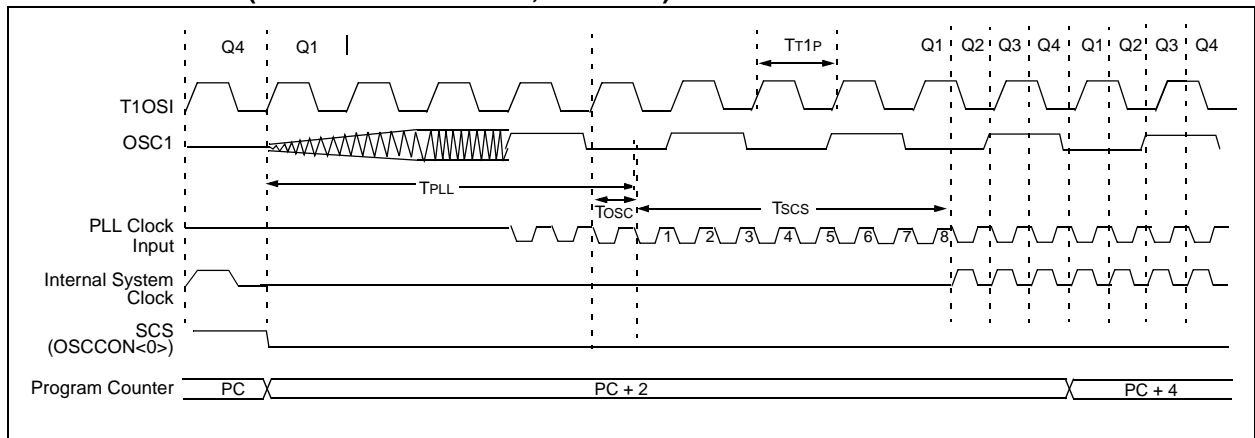 Q4 Q1 TT1P Q1 Q2 Q3 Q4 Q1 Q2 Q3 Q4
T1OSI
OSC1
TPLL
TOSC TSCS
PLL Clock
Input
1 2 3 4 5 6 7 8
Internal System
Clock
SCS
(OSCCON<0>)
Program Counter PC PC + 2 PC + 4